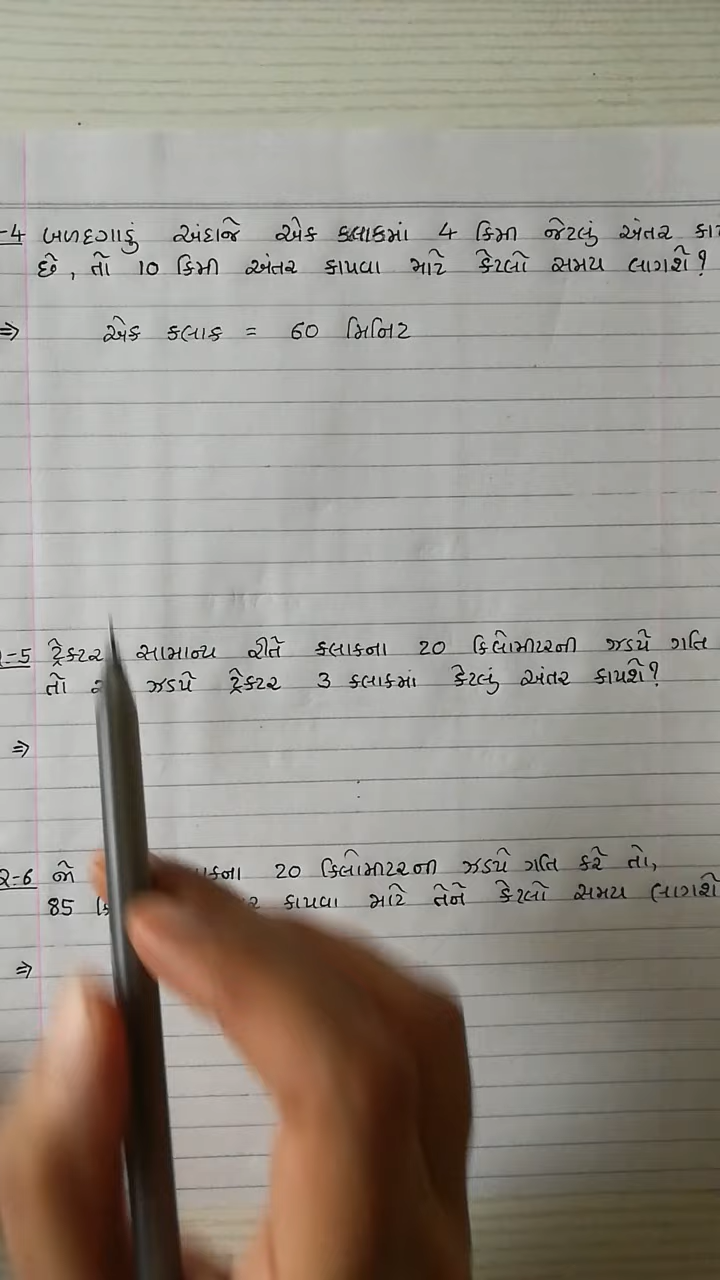 -4 બળદગાડું અંદાજે એક કલાકમાં 4 કિમી જેટલું અંતર
છે, તો 10 કિમી અંતર કાપવા માટે કેટલો સમય લાગશે?
⇒ એક કલાક = 60 મિનિટ
-5 ટ્રેક્ટર સામાન્ય રીતે કલાકના 20 કિલોમીટરની ઝડપે ગતિ
તો ઝડપે ટ્રેક્ટર 3 કલાકમાં કેટલું અંતર કાપશે?
⇒
2-6 જો 20 કિલોમીટરની ઝડપે ગતિ કરે તો,
85 કાપવા માટે તેને કેટલો સમય લાગશે
⇒